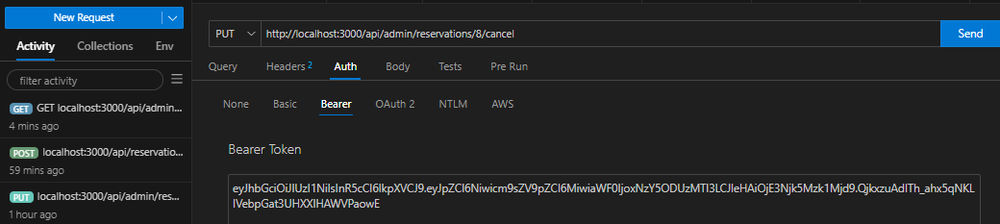 New Request
Activity Collections Env
filter activity
GET GET localhost:3000/api/admin...
4 mins ago
POST localhost:3000/api/reservatio...
59 mins ago
PUT localhost:3000/api/admin/res...
1 hour ago
PUT http://localhost:3000/api/admin/reservations/8/cancel Send
Query Headers 2 Auth Body Tests Pre Run
None Basic Bearer OAuth 2 NTLM AWS
Bearer Token
eyJhbGciOiJIUzI1NiIsInR5cCI6IkpXVCJ9.eyJpZCI6Niwicm9sZV9pZCI6MiwiaWF0IjoxNzY5ODUzMTI3LCJleHAiOjE3Njk5Mzk1Mjd9.QjkxzuAdITh_ahx5qNKL
IVebpGat3UHXXIHAWVPaowE